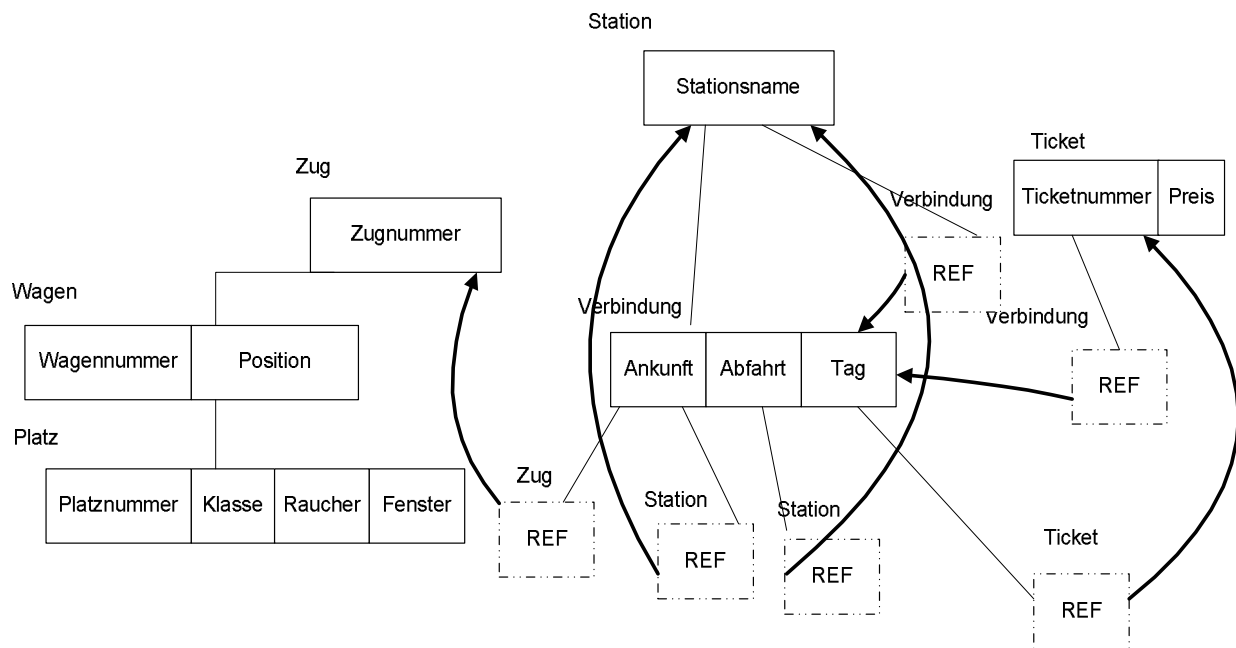 Station
Stationsname
Ticket
Zug
Ticketnummer Preis
Verbindung
Zugnummer
REF
Wagen
Verbindung
Verbindung
Wagennummer Position
Ankunft Abfahrt Tag
REF
Platz
Zug
Station
Station
Platznummer Klasse Raucher Fenster
REF
REF
REF
Ticket
REF